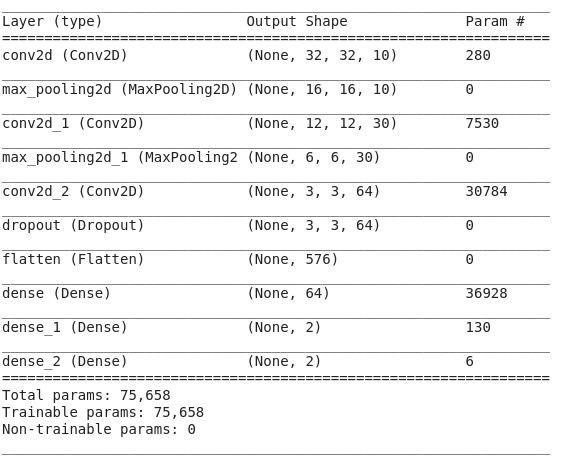 Layer (type) Output Shape Param #
conv2d (Conv2D) (None, 32, 32, 10) 280
max_pooling2d (MaxPooling2D) (None, 16, 16, 10) 0
conv2d_1 (Conv2D) (None, 12, 12, 30) 7530
max_pooling2d_1 (MaxPooling2 (None, 6, 6, 30) 0
conv2d_2 (Conv2D) (None, 3, 3, 64) 30784
dropout (Dropout) (None, 3, 3, 64) 0
flatten (Flatten) (None, 576) 0
dense (Dense) (None, 64) 36928
dense_1 (Dense) (None, 2) 130
dense_2 (Dense) (None, 2) 6
Total params: 75,658
Trainable params: 75,658
Non-trainable params: 0